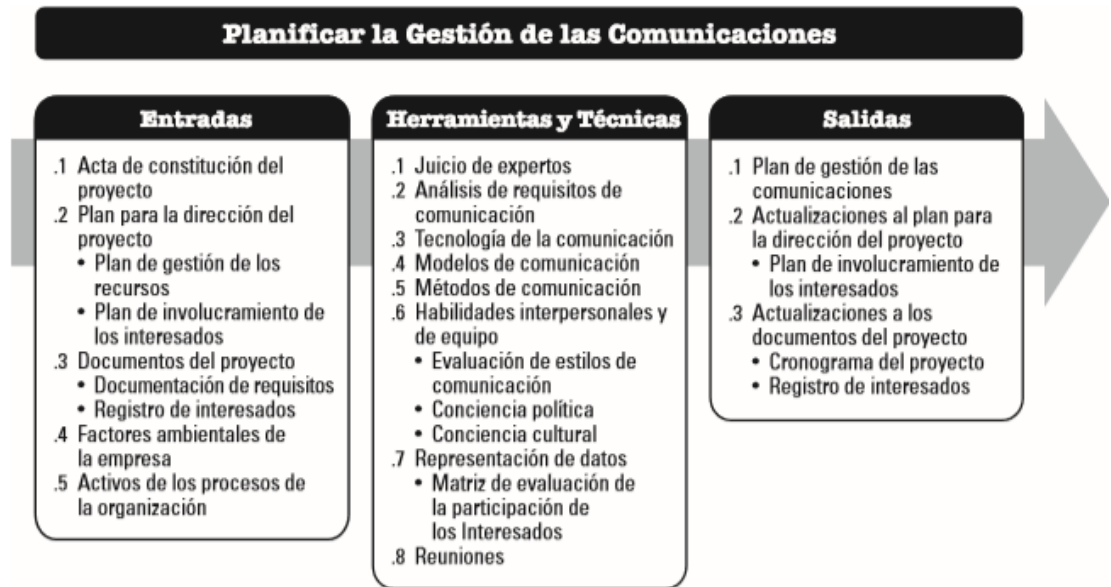 Planificar la Gestión de las Comunicaciones
Entradas
.1 Acta de constitución del
proyecto
.2 Plan para la dirección del
proyecto
• Plan de gestión de los
recursos
• Plan de involucramiento de
los interesados
.3 Documentos del proyecto
• Documentación de requisitos
• Registro de interesados
.4 Factores ambientales de
la empresa
.5 Activos de los procesos de
la organización
Herramientas y Técnicas
.1 Juicio de expertos
.2 Análisis de requisitos de
comunicación
.3 Tecnología de la comunicación
.4 Modelos de comunicación
.5 Métodos de comunicación
.6 Habilidades interpersonales y
de equipo
• Evaluación de estilos de
comunicación
• Conciencia política
• Conciencia cultural
.7 Representación de datos
• Matriz de evaluación de
la participación de
los Interesados
.8 Reuniones
Salidas
.1 Plan de gestión de las
comunicaciones
.2 Actualizaciones al plan para
la dirección del proyecto
• Plan de involucramiento de
los interesados
.3 Actualizaciones a los
documentos del proyecto
• Cronograma del proyecto
• Registro de interesados